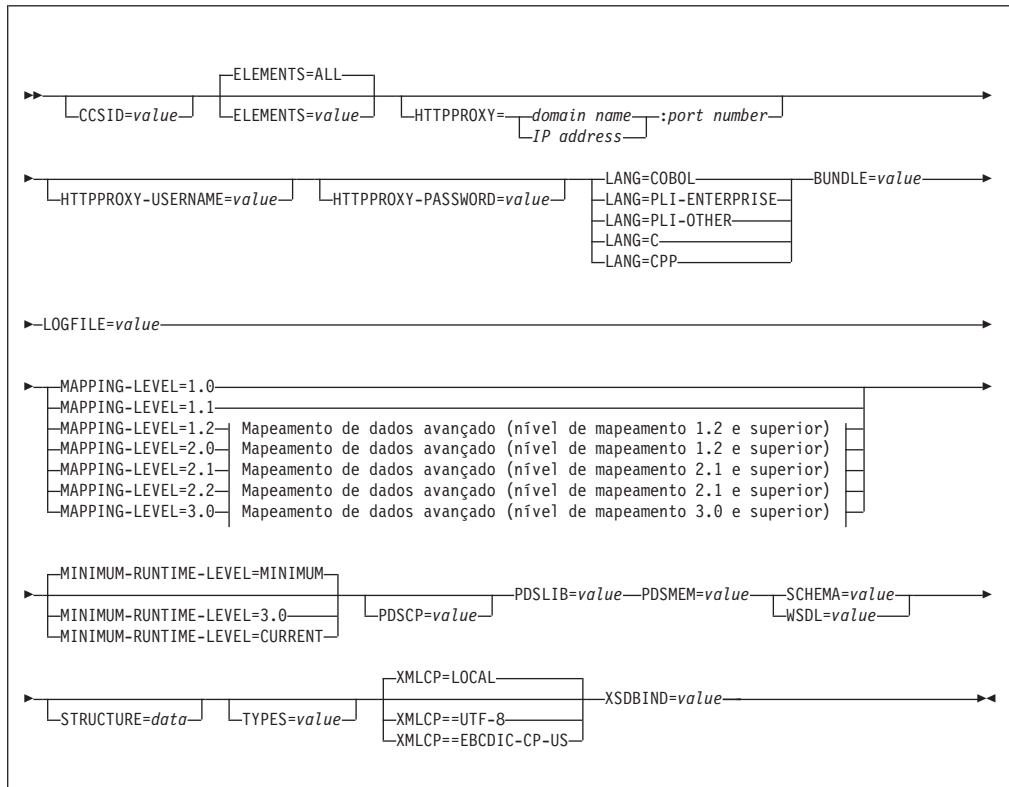 ELEMENTS=ALL
CCSID=value ELEMENTS=value HTTPPROXY= domain name :port number
IP address
LANG=COBOL BUNDLE=value
HTTPPROXY-USERNAME=value HTTPPROXY-PASSWORD=value LANG=PLI-ENTERPRISE
LANG=PLI-OTHER
LANG=C
LANG=CPP
LOGFILE=value
MAPPING-LEVEL=1.0
MAPPING-LEVEL=1.1
MAPPING-LEVEL=1.2 Mapeamento de dados avançado (nível de mapeamento 1.2 e superior)
MAPPING-LEVEL=2.0 Mapeamento de dados avançado (nível de mapeamento 1.2 e superior)
MAPPING-LEVEL=2.1 Mapeamento de dados avançado (nível de mapeamento 2.1 e superior)
MAPPING-LEVEL=2.2 Mapeamento de dados avançado (nível de mapeamento 2.1 e superior)
MAPPING-LEVEL=3.0 Mapeamento de dados avançado (nível de mapeamento 3.0 e superior)
MINIMUM-RUNTIME-LEVEL=MINIMUM PDSLIB=value PDSMEM=value SCHEMA=value
MINIMUM-RUNTIME-LEVEL=3.0 PDSCP=value WSDL=value
MINIMUM-RUNTIME-LEVEL=CURRENT
XMLCP=LOCAL XSDBIND=value
STRUCTURE=data TYPES=value XMLCP==UTF-8
XMLCP==EBCDIC-CP-US